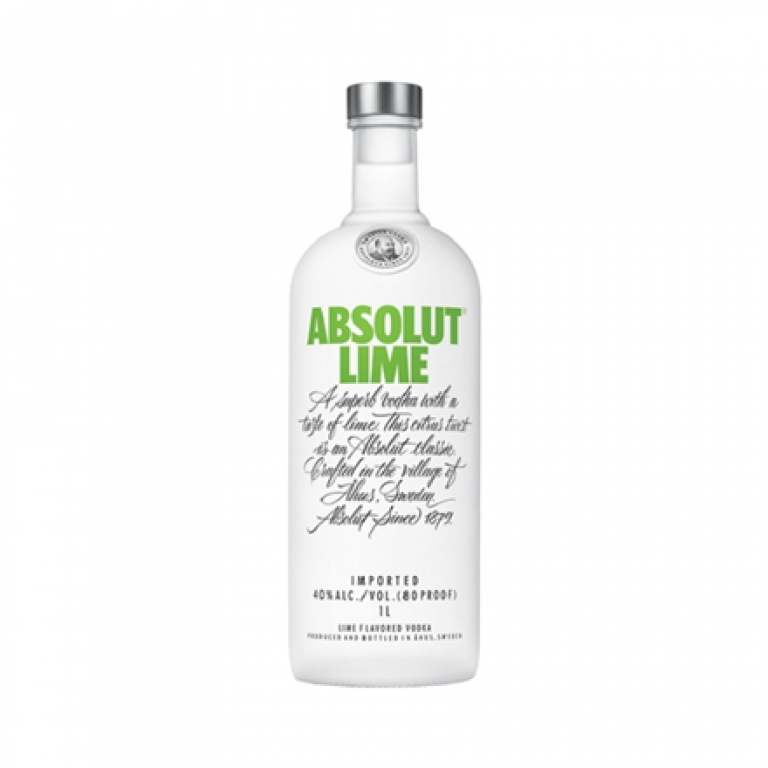 ABSOLUT®
LIME
A superb vodka with a
taste of lime. This citrus twist
is an Absolut classic.
Crafted in the village of
Åhus, Sweden.
Absolut Since 1879.
IMPORTED
40%ALC./VOL.(80PROOF)
1L
LIME FLAVORED VODKA
PRODUCED AND BOTTLED IN ÅHUS, SWEDEN